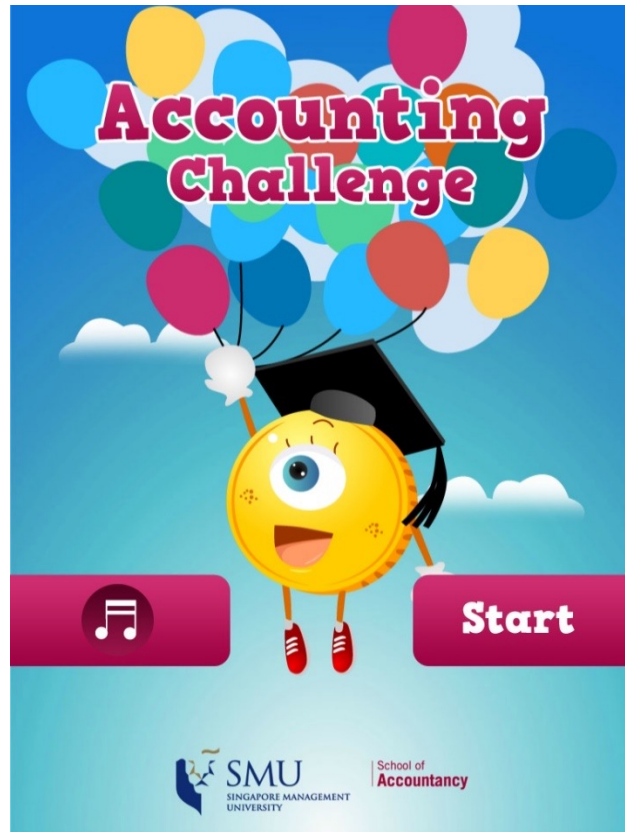 Accounting
Challenge
Start
SMU
SINGAPORE MANAGEMENT
UNIVERSITY
School of
Accountancy